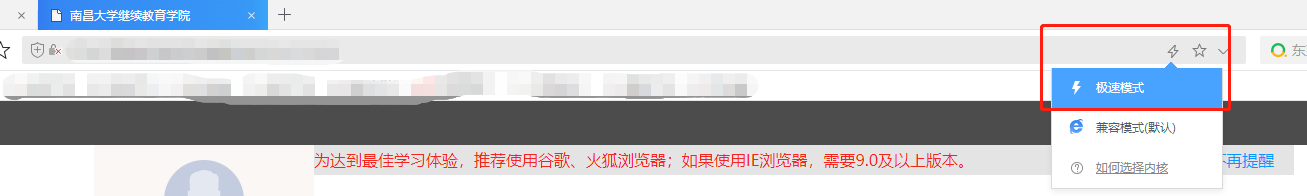 南昌大学继续教育学院
东
极速模式
兼容模式(默认)
如何选择内核
为达到最佳学习体验，推荐使用谷歌、火狐浏览器；如果使用IE浏览器，需要9.0及以上版本。
再提醒